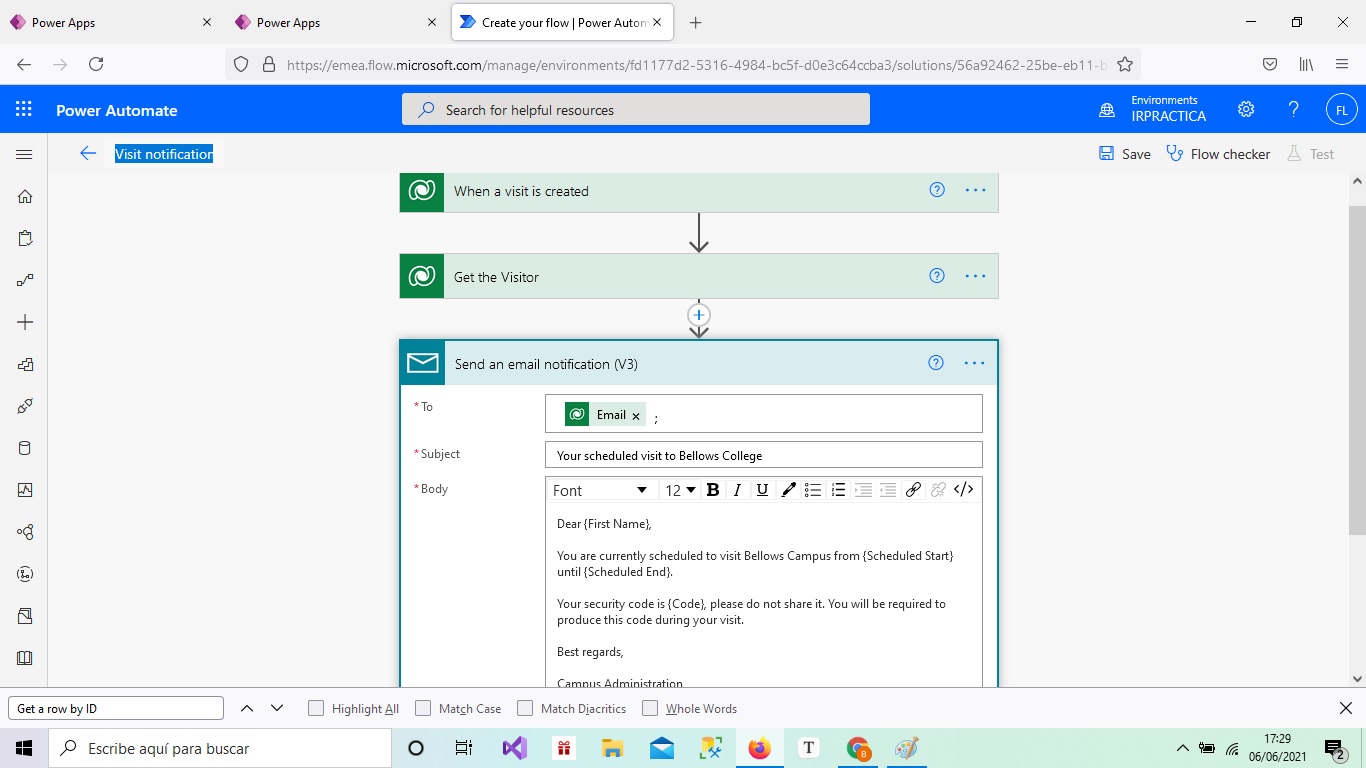 Power Apps
Power Apps
Create your flow | Power Autom
https://emea.flow.microsoft.com/manage/environments/fd1177d2-5316-4984-bc5f-d0e3c64ccba3/solutions/56a92462-25be-eb11-b
Power Automate
Search for helpful resources
Environments
IRPRACTICA
?
FL
Visit notification
Save
Flow checker
Test
When a visit is created
Get the Visitor
Send an email notification (V3)
* To
Email ×
;
* Subject
Your scheduled visit to Bellows College
* Body
Font
12
B I U
</>
Dear {First Name},
You are currently scheduled to visit Bellows Campus from {Scheduled Start}
until {Scheduled End}.
Your security code is {Code}, please do not share it. You will be required to
produce this code during your visit.
Best regards,
Campus Administration
Get a row by ID
Highlight All
Match Case
Match Diacritics
Whole Words
Escribe aquí para buscar
T
B
17:29
06/06/2021
2